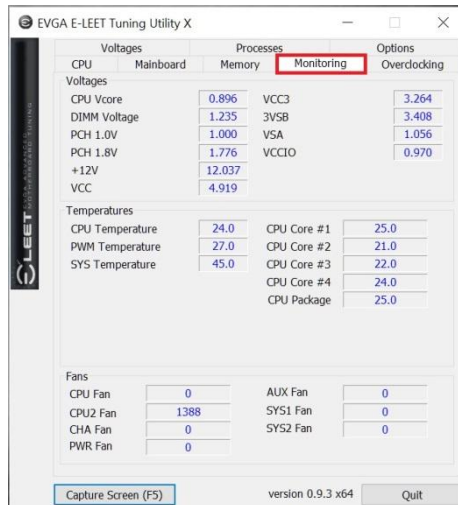 EVGA E-LEET Tuning Utility X
Voltages Processes Options
CPU Mainboard Memory Monitoring Overclocking
Voltages
CPU Vcore 0.896 VCC3 3.264
DIMM Voltage 1.235 3VSB 3.408
PCH 1.0V 1.000 VSA 1.056
PCH 1.8V 1.776 VCCIO 0.970
+12V 12.037
VCC 4.919
Temperatures
CPU Temperature 24.0 CPU Core #1 25.0
PWM Temperature 27.0 CPU Core #2 21.0
SYS Temperature 45.0 CPU Core #3 22.0
CPU Core #4 24.0
CPU Package 25.0
Fans
CPU Fan 0 AUX Fan 0
CPU2 Fan 1388 SYS1 Fan 0
CHA Fan 0 SYS2 Fan 0
PWR Fan 0
Capture Screen (F5) version 0.9.3 x64 Quit
E-LEET
EVGA ADVANCED
MOTHERBOARD TUNING